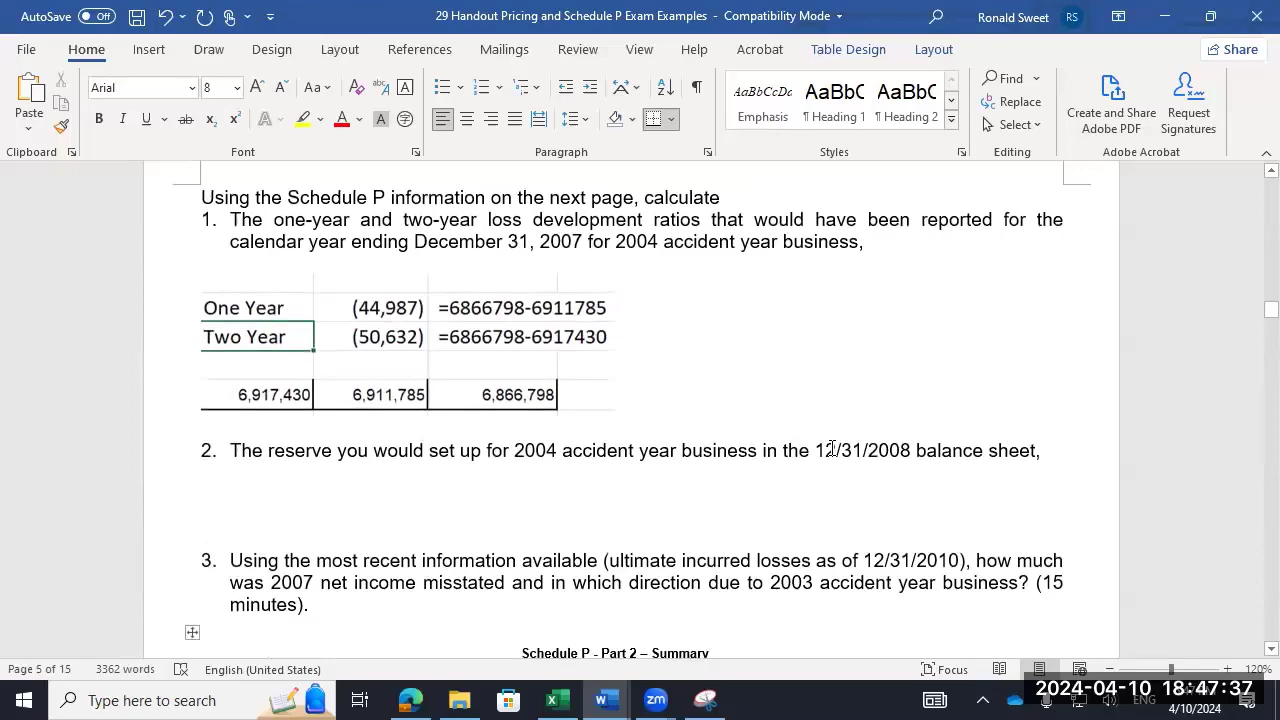 AutoSave Off 29 Handout Pricing and Schedule P Exam Examples - Compatibility Mode Ronald Sweet RS
File Home Insert Draw Design Layout References Mailings Review View Help Acrobat Table Design Layout Share
Paste
Clipboard
Arial 8
Font
Paragraph
AaBbCcDc AaBbC AaBbC
Emphasis ¶ Heading 1 ¶ Heading 2
Styles
Find
Replace
Select
Editing
Create and Share Adobe PDF
Request Signatures
Adobe Acrobat
Using the Schedule P information on the next page, calculate
1. The one-year and two-year loss development ratios that would have been reported for the
calendar year ending December 31, 2007 for 2004 accident year business,
One Year (44,987) =6866798-6911785
Two Year (50,632) =6866798-6917430
6,917,430 6,911,785 6,866,798
2. The reserve you would set up for 2004 accident year business in the 12/31/2008 balance sheet,
3. Using the most recent information available (ultimate incurred losses as of 12/31/2010), how much
was 2007 net income misstated and in which direction due to 2003 accident year business? (15
minutes).
Schedule P - Part 2 – Summary
Page 5 of 15 3362 words English (United States) Focus 120%
Type here to search
2024-04-10 18:47:37
ENG
4/10/2024